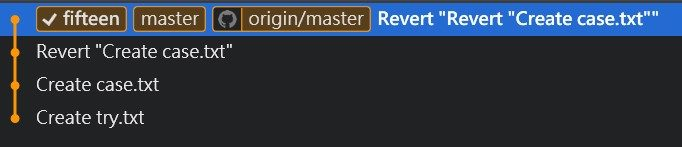 fifteen master origin/master Revert "Revert "Create case.txt""
Revert "Create case.txt"
Create case.txt
Create try.txt